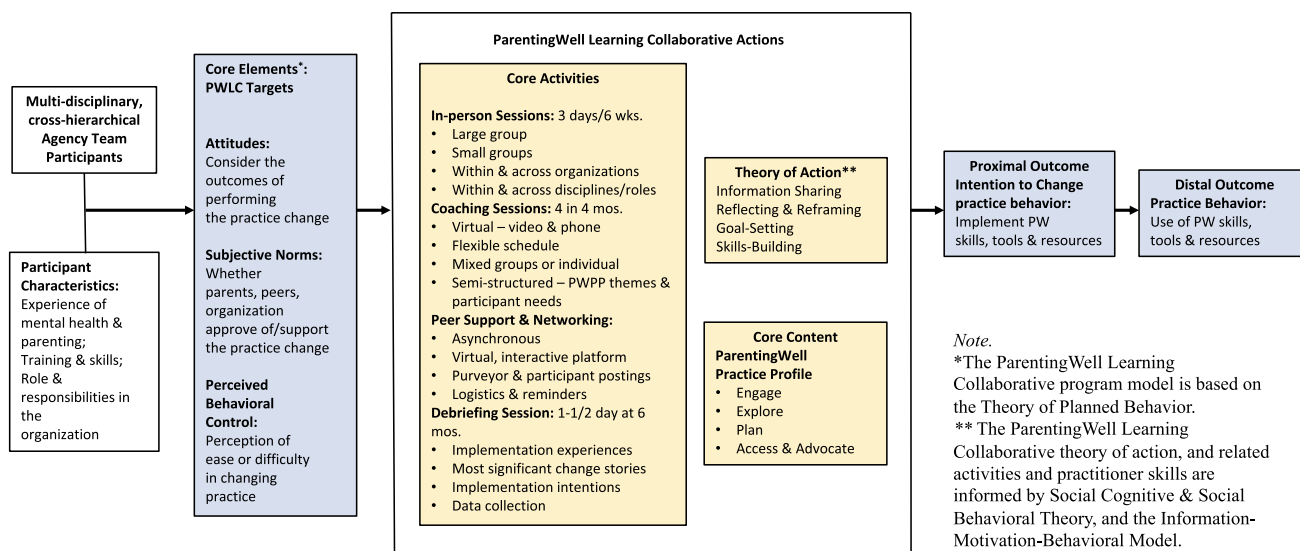 Multi-disciplinary,
cross-hierarchical
Agency Team
Participants
Participant
Characteristics:
Experience of
mental health &
parenting;
Training & skills;
Role &
responsibilities in
the
organization
Core Elements*:
PWLC Targets
Attitudes:
Consider the
outcomes of
performing
the practice change
Subjective Norms:
Whether
parents, peers,
organization
approve of/support
the practice change
Perceived
Behavioral
Control:
Perception of
ease or difficulty
in changing
practice
ParentingWell Learning Collaborative Actions
Core Activities
In-person Sessions: 3 days/6 wks.
• Large group
• Small groups
• Within & across organizations
• Within & across disciplines/roles
Coaching Sessions: 4 in 4 mos.
• Virtual – video & phone
• Flexible schedule
• Mixed groups or individual
• Semi-structured – PWPP themes &
participant needs
Peer Support & Networking:
• Asynchronous
• Virtual, interactive platform
• Purveyor & participant postings
• Logistics & reminders
Debriefing Session: 1-1/2 day at 6
mos.
• Implementation experiences
• Most significant change stories
• Implementation intentions
• Data collection
Theory of Action**
Information Sharing
Reflecting & Reframing
Goal-Setting
Skills-Building
Core Content
ParentingWell
Practice Profile
• Engage
• Explore
• Plan
• Access & Advocate
Proximal Outcome
Intention to Change
practice behavior:
Implement PW
skills, tools & resources
Distal Outcome
Practice Behavior:
Use of PW skills,
tools & resources
Note.
*The ParentingWell Learning
Collaborative program model is based on
the Theory of Planned Behavior.
** The ParentingWell Learning
Collaborative theory of action, and related
activities and practitioner skills are
informed by Social Cognitive & Social
Behavioral Theory, and the Information-
Motivation-Behavioral Model.